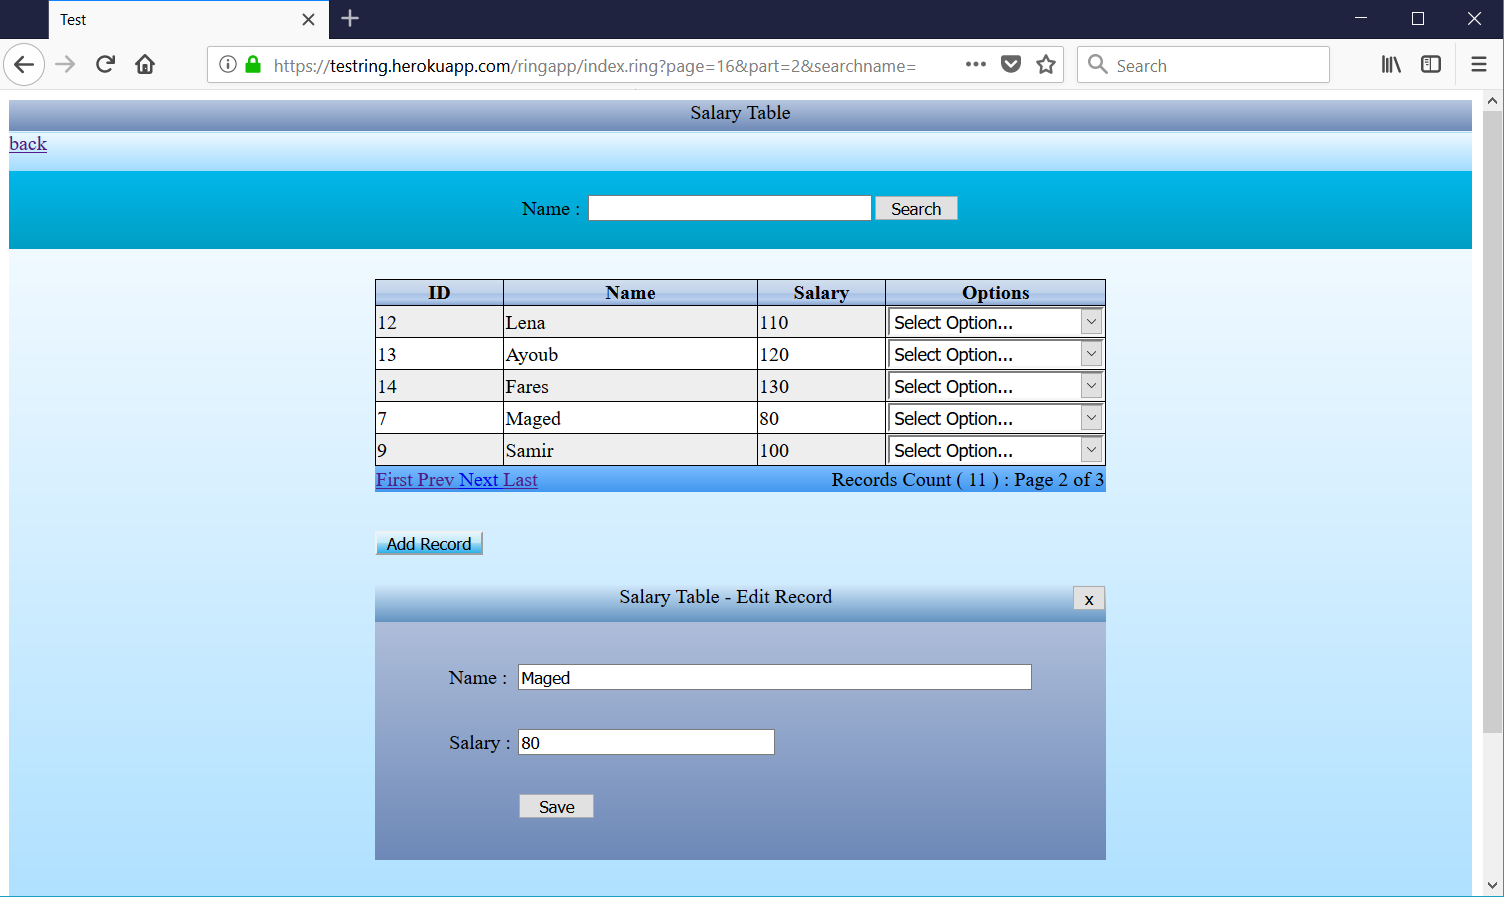 Test
https://testring.herokuapp.com/ringapp/index.ring?page=16&part=2&searchname=
Search
Salary Table
back
Name : Search
ID Name Salary Options
12 Lena 110 Select Option...
13 Ayoub 120 Select Option...
14 Fares 130 Select Option...
7 Maged 80 Select Option...
9 Samir 100 Select Option...
First Prev Next Last Records Count ( 11 ) : Page 2 of 3
Add Record
Salary Table - Edit Record x
Name : Maged
Salary : 80
Save